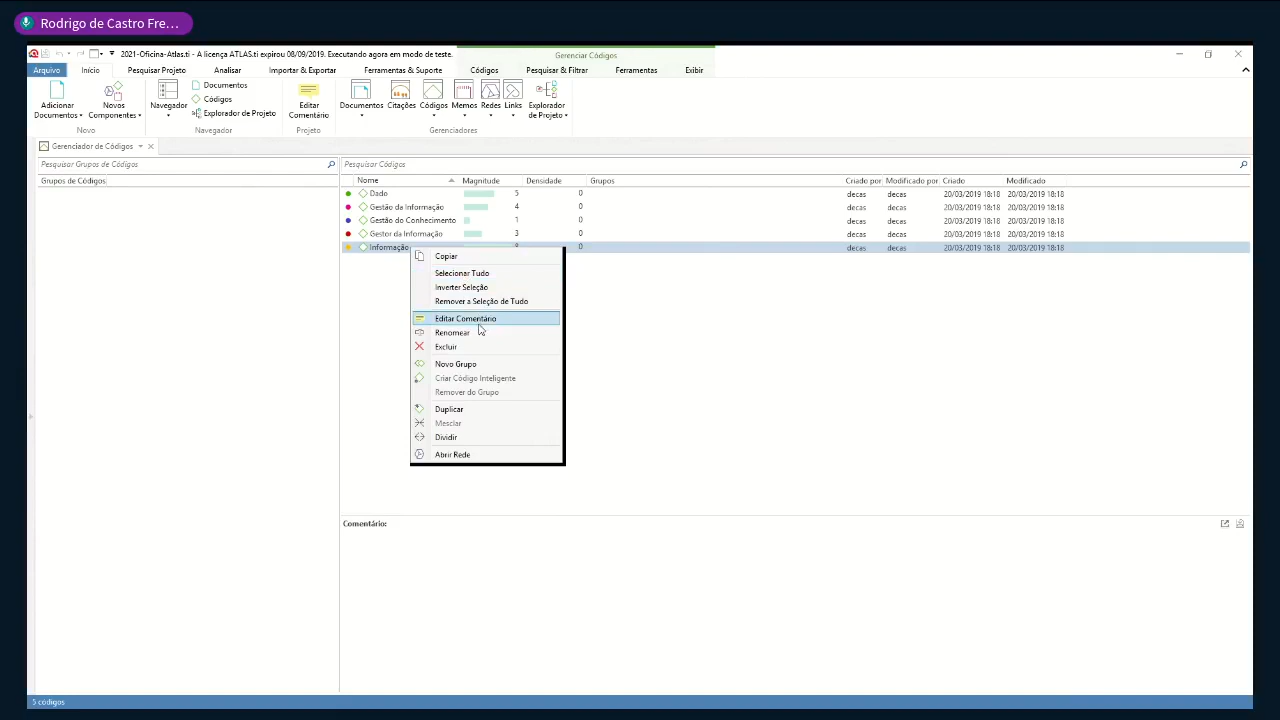 Rodrigo de Castro Fre...
2021-Oficina-Atlas.ti - A licença ATLAS.ti expirou 08/09/2019. Executando agora em modo de teste.
Gerenciar Códigos
Arquivo Início Pesquisar Projeto Analisar Importar & Exportar Ferramentas & Suporte Códigos Pesquisar & Filtrar Ferramentas Exibir
Adicionar Documentos
Novos Componentes
Novo
Navegador
Documentos
Códigos
Explorador de Projeto
Navegador
Editar Comentário
Projeto
Documentos Citações Códigos Memos Redes Links Explorador de Projeto
Gerenciadores
Gerenciador de Códigos
Pesquisar Grupos de Códigos
Grupos de Códigos
Pesquisar Códigos
Nome Magnitude Densidade Grupos Criado por Modificado por Criado Modificado
Dado 5 0 decas decas 20/03/2019 18:18 20/03/2019 18:18
Gestão da Informação 4 0 decas decas 20/03/2019 18:18 20/03/2019 18:18
Gestão do Conhecimento 1 0 decas decas 20/03/2019 18:18 20/03/2019 18:18
Gestor da Informação 3 0 decas decas 20/03/2019 18:18 20/03/2019 18:18
Informação 0 decas decas 20/03/2019 18:18 20/03/2019 18:18
Copiar
Selecionar Tudo
Inverter Seleção
Remover a Seleção de Tudo
Editar Comentário
Renomear
Excluir
Novo Grupo
Criar Código Inteligente
Remover do Grupo
Duplicar
Mesclar
Dividir
Abrir Rede
Comentário:
5 códigos